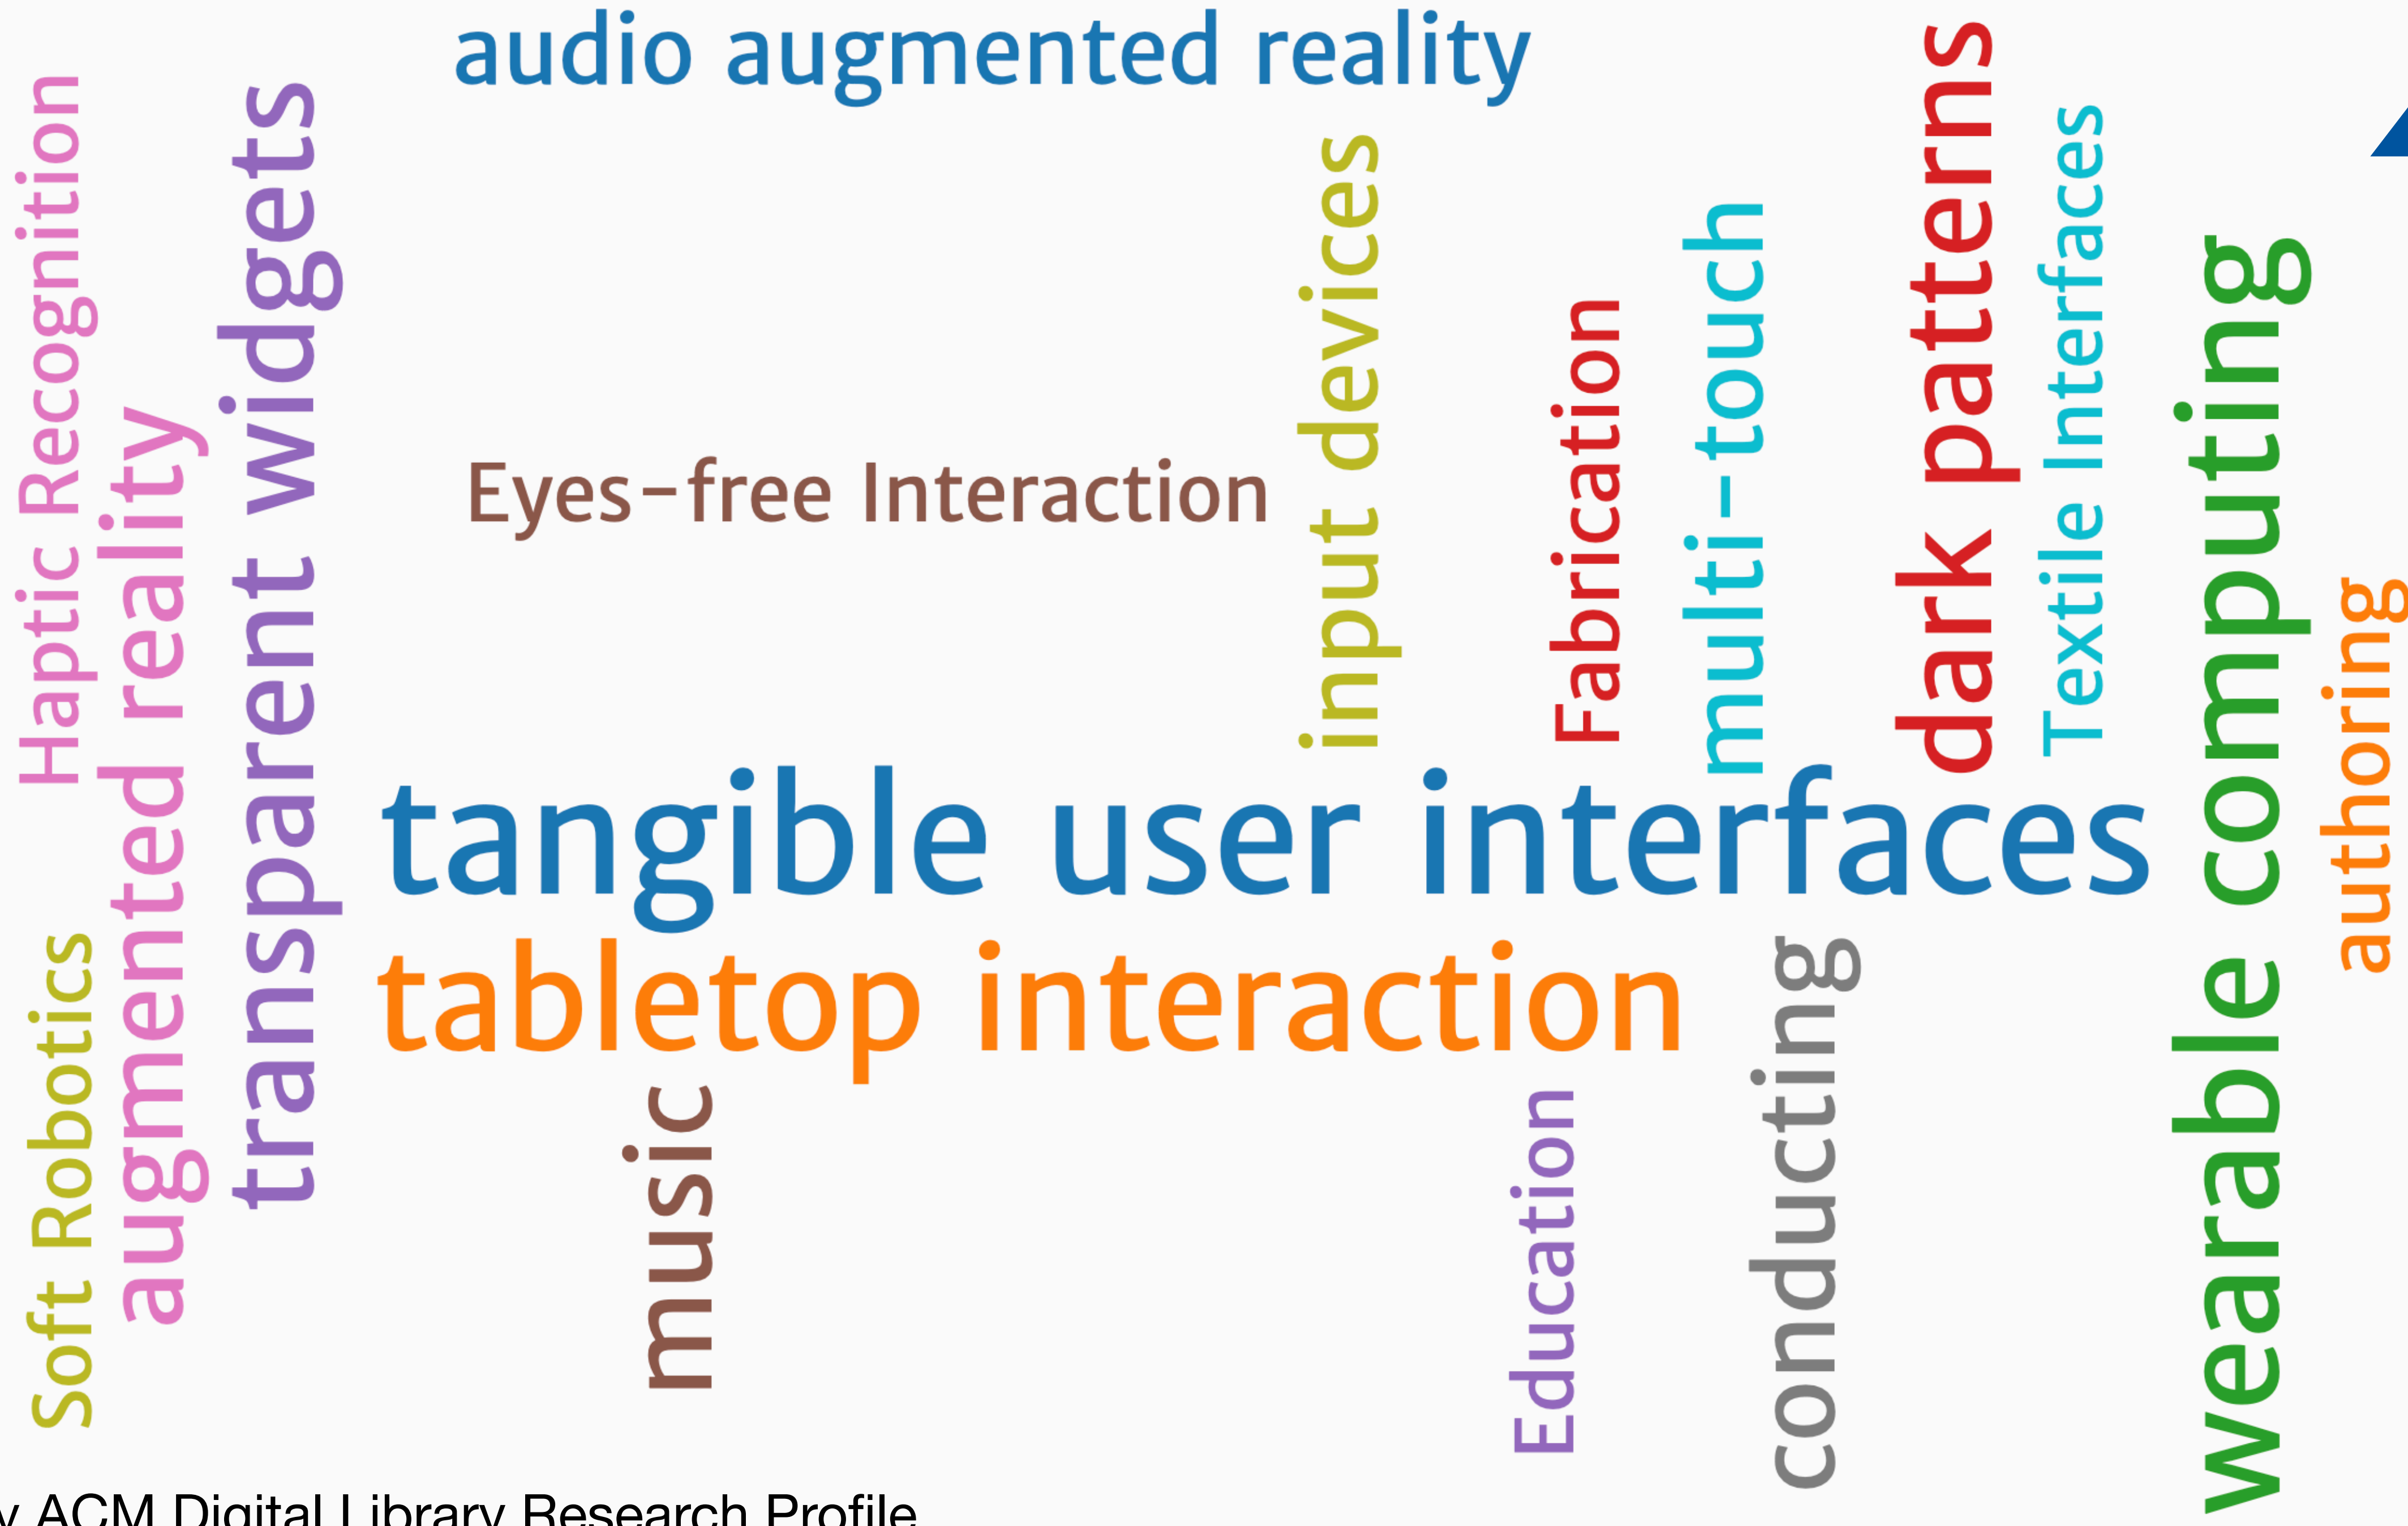 audio augmented reality
Haptic Recognition
augmented reality
transparent widgets
Eyes-free Interaction
input devices
Fabrication
multi-touch
dark patterns
Textile Interfaces
wearable computing
authoring
tangible user interfaces
tabletop interaction
Soft Robotics
music
Education
conducting
ACM Digital Library Research Profile